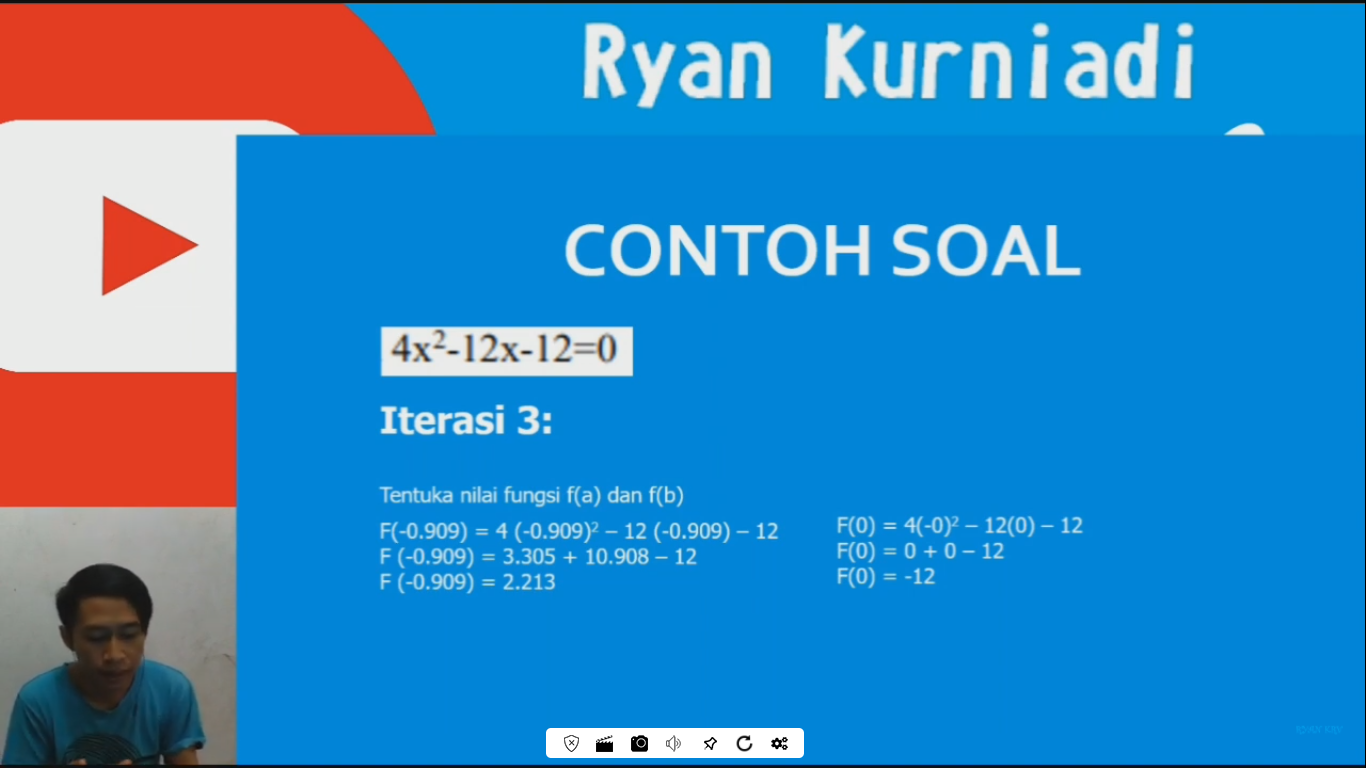 Ryan Kurniadi
CONTOH SOAL
4x²-12x-12=0
Iterasi 3:
Tentuka nilai fungsi f(a) dan f(b)
F(-0.909) = 4 (-0.909)² – 12 (-0.909) – 12
F (-0.909) = 3.305 + 10.908 – 12
F (-0.909) = 2.213
F(0) = 4(-0)² – 12(0) – 12
F(0) = 0 + 0 – 12
F(0) = -12